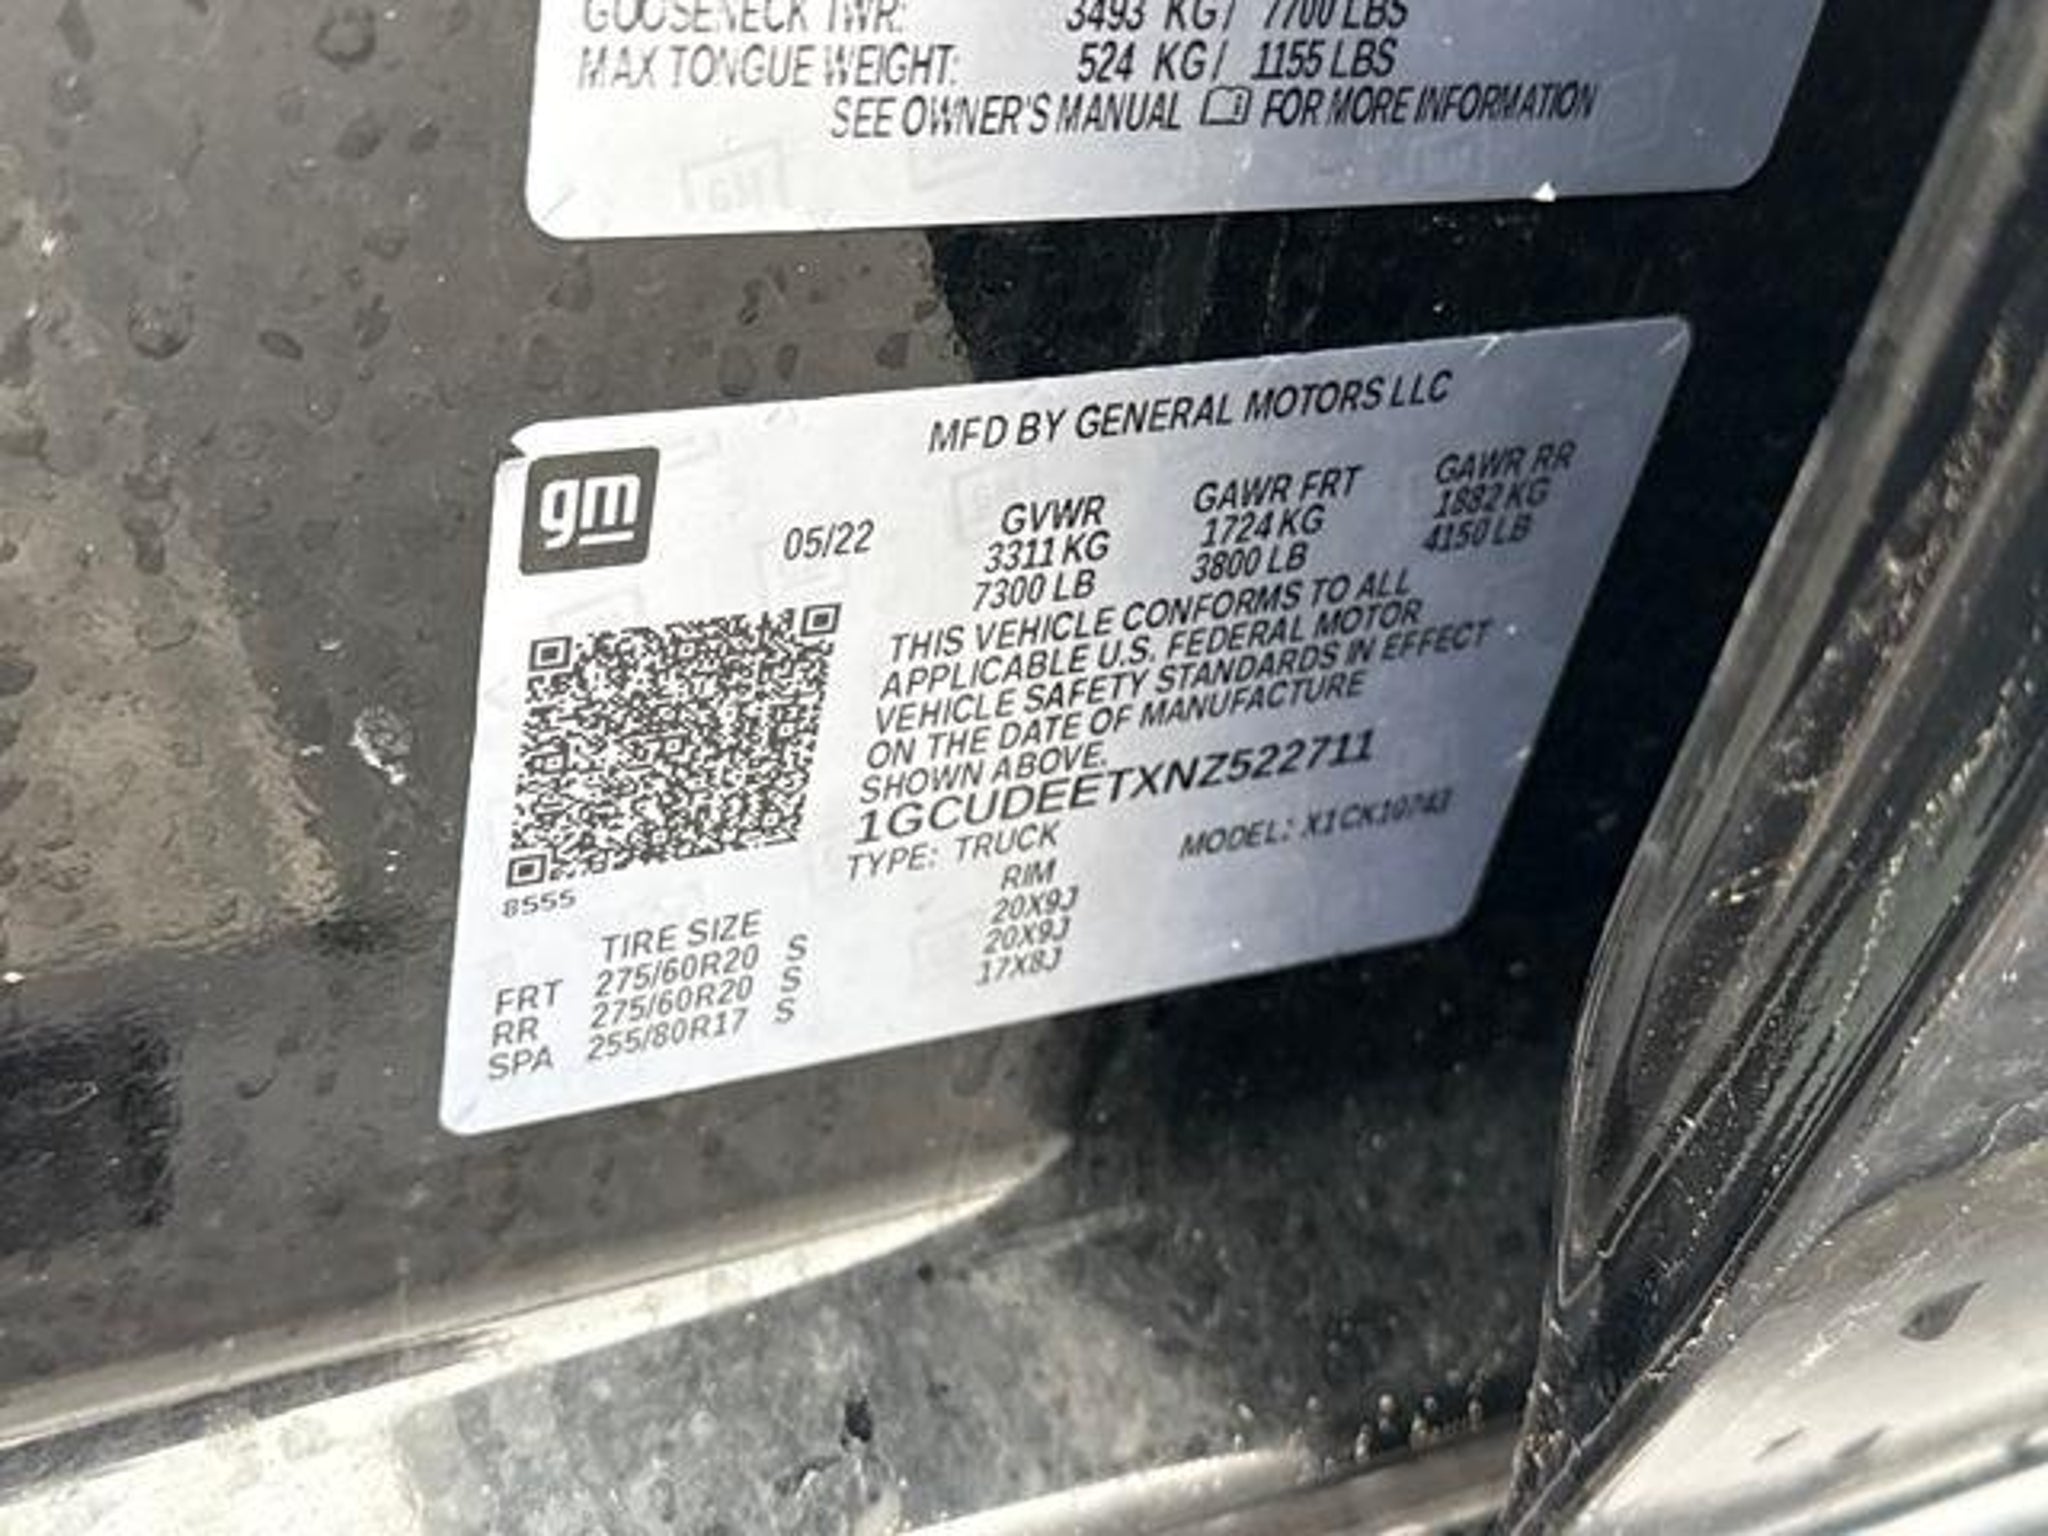 GOOSENECK TWR: 3493 KG/ 7700 LBS
MAX TONGUE WEIGHT: 524 KG/ 1155 LBS
SEE OWNER'S MANUAL FOR MORE INFORMATION
gm
MFD BY GENERAL MOTORS LLC
05/22
GVWR GAWR FRT GAWR RR
3311 KG 1724 KG 1882 KG
7300 LB 3800 LB 4150 LB
THIS VEHICLE CONFORMS TO ALL
APPLICABLE U.S. FEDERAL MOTOR
VEHICLE SAFETY STANDARDS IN EFFECT
ON THE DATE OF MANUFACTURE
SHOWN ABOVE.
1GCUDEETXNZ522711
TYPE: TRUCK MODEL: X1CK10743
8555
TIRE SIZE RIM
FRT 275/60R20 S 20X9J
RR 275/60R20 S 20X9J
SPA 255/80R17 S 17X8J